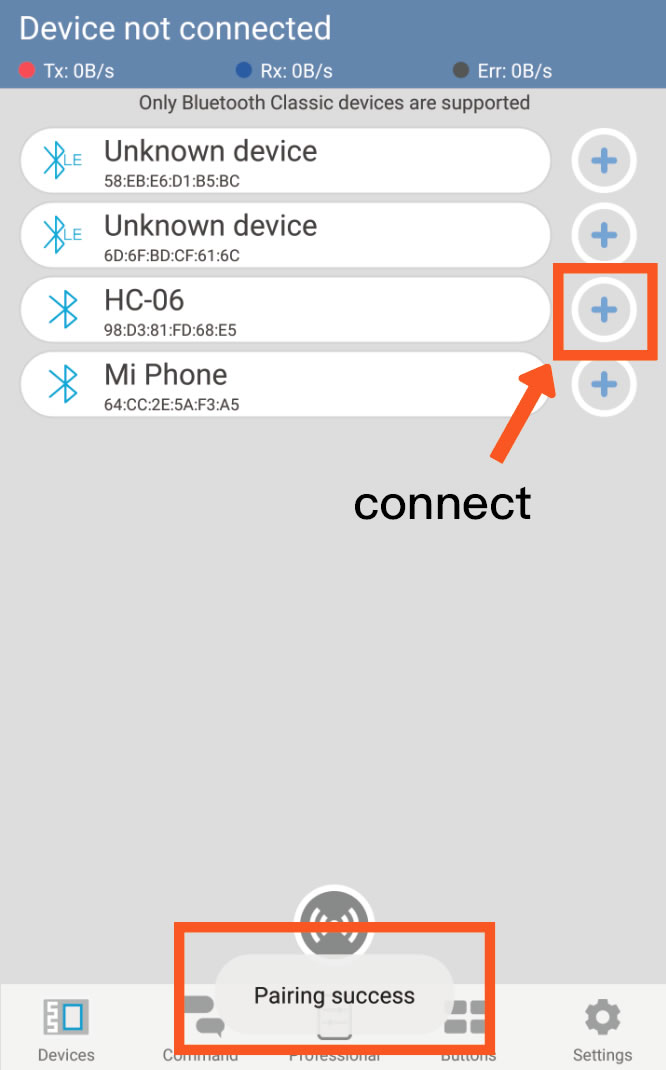 Device not connected
Tx: 0B/s Rx: 0B/s Err: 0B/s
Only Bluetooth Classic devices are supported
LE Unknown device
58:EB:E6:D1:B5:BC
LE Unknown device
6D:6F:BD:CF:61:6C
HC-06
98:D3:81:FD:68:E5
Mi Phone
64:CC:2E:5A:F3:A5
connect
Pairing success
Devices Command Professional Buttons Settings